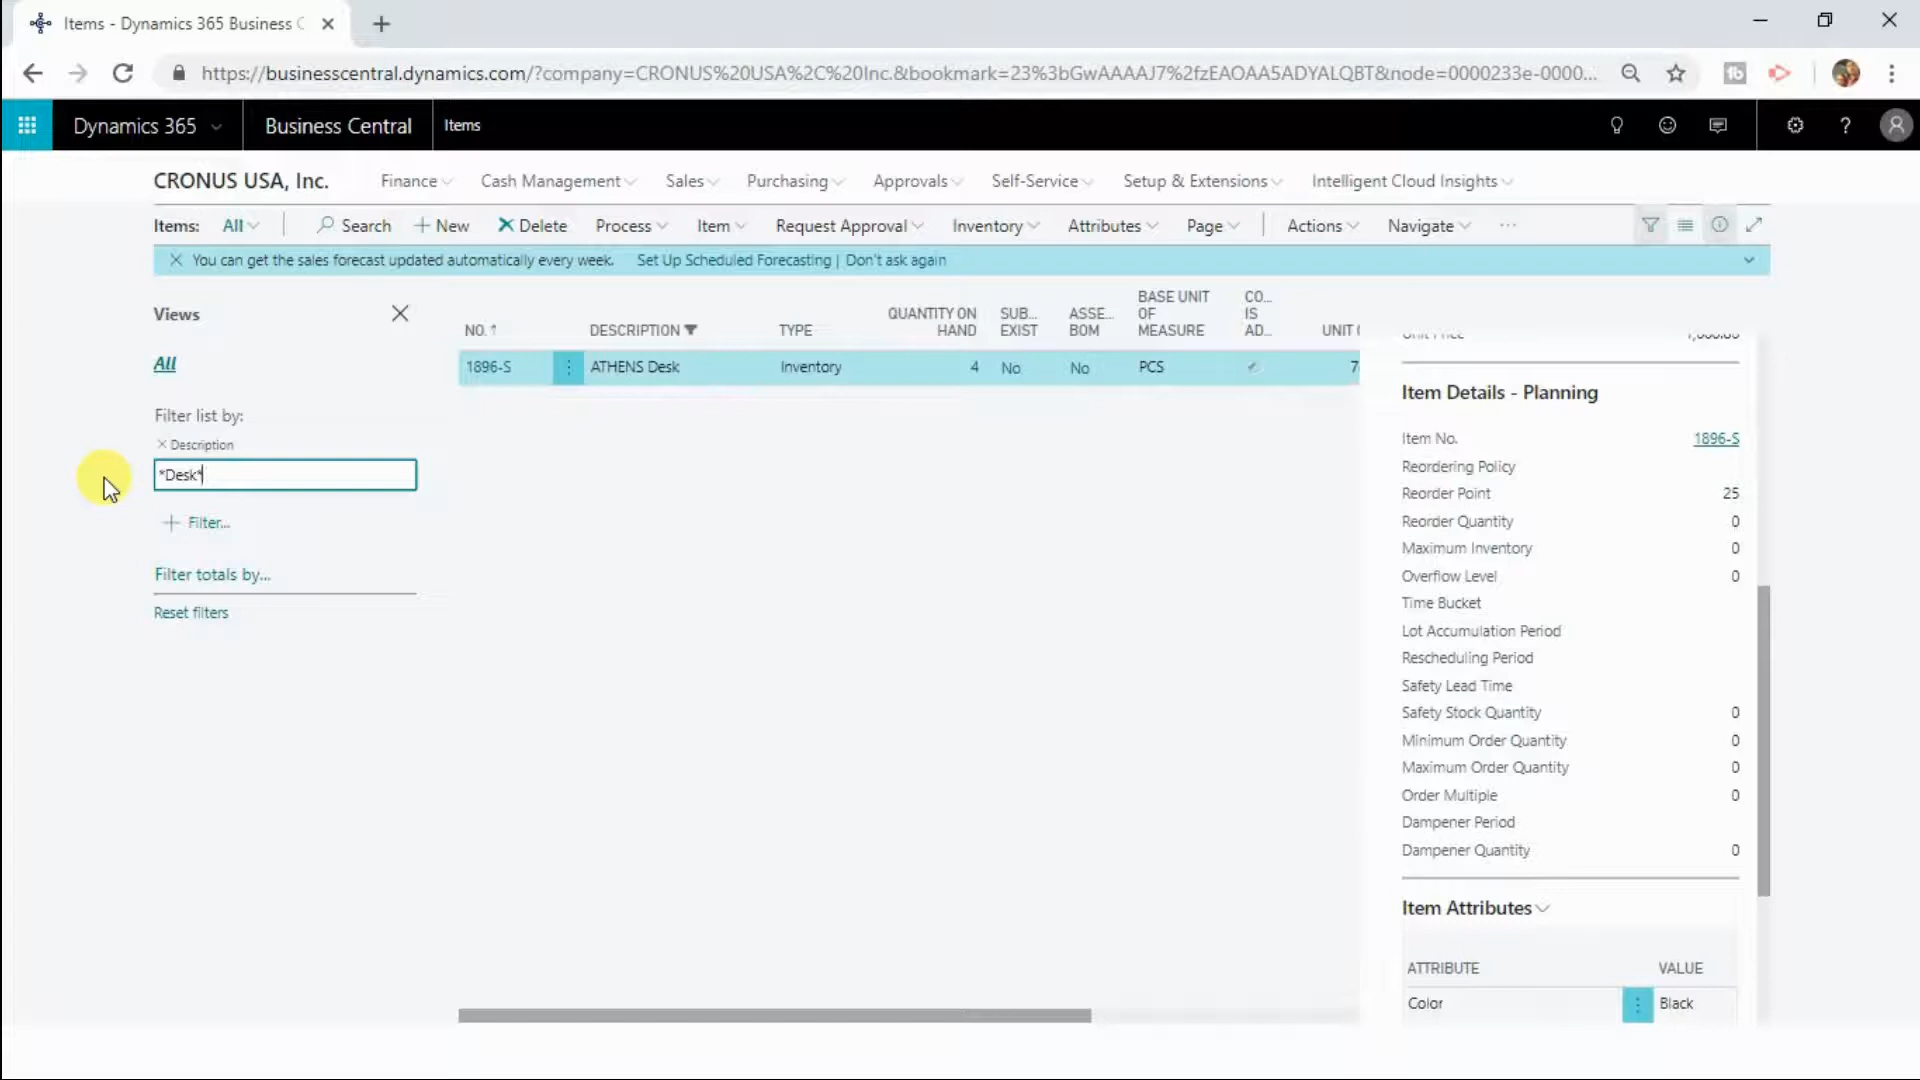 Items - Dynamics 365 Business C
https://businesscentral.dynamics.com/?company=CRONUS%20USA%2C%20Inc.&bookmark=23%3bGwAAAAJ7%2fzEAOAA5ADYALQBT&node=0000233e-0000...
Dynamics 365 Business Central Items
CRONUS USA, Inc. Finance Cash Management Sales Purchasing Approvals Self-Service Setup & Extensions Intelligent Cloud Insights
Items: All Search + New Delete Process Item Request Approval Inventory Attributes Page Actions Navigate ...
You can get the sales forecast updated automatically every week. Set Up Scheduled Forecasting | Don't ask again
Views
All
Filter list by:
× Description
*Desk*
+ Filter...
Filter totals by...
Reset filters
NO. ↑ DESCRIPTION TYPE QUANTITY ON HAND SUB... EXIST ASSE... BOM BASE UNIT OF MEASURE CO... IS AD... UNIT
1896-S ATHENS Desk Inventory 4 No No PCS 7
Item Details - Planning
Item No. 1896-S
Reordering Policy
Reorder Point 25
Reorder Quantity 0
Maximum Inventory 0
Overflow Level 0
Time Bucket
Lot Accumulation Period
Rescheduling Period
Safety Lead Time
Safety Stock Quantity 0
Minimum Order Quantity 0
Maximum Order Quantity 0
Order Multiple 0
Dampener Period
Dampener Quantity 0
Item Attributes
ATTRIBUTE VALUE
Color Black